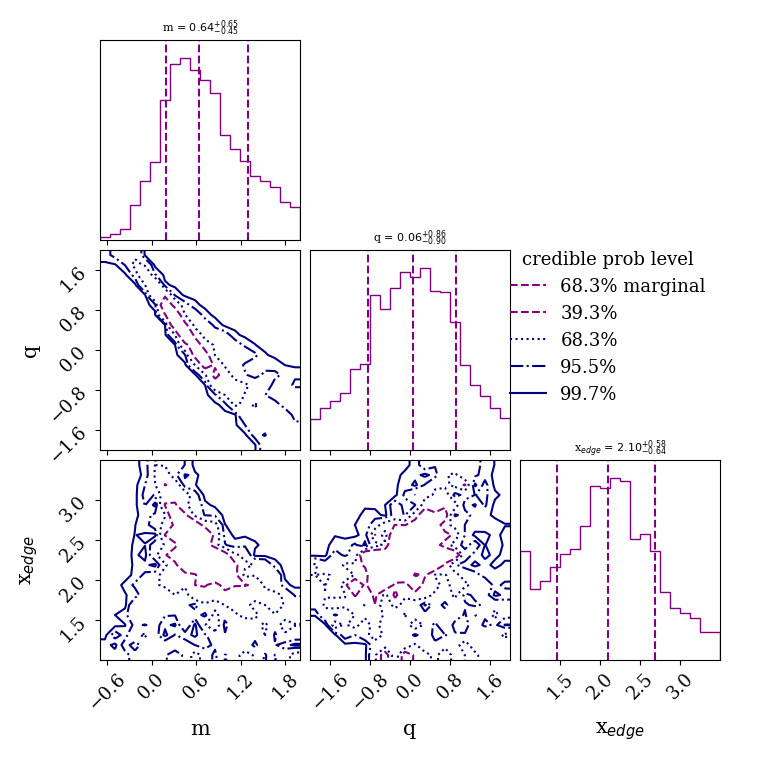 m = 0.64^{+0.65}_{-0.45}
q = 0.06^{+0.86}_{-0.90}
credible prob level
68.3% marginal
39.3%
68.3%
95.5%
99.7%
x_{edge} = 2.10^{+0.58}_{-0.64}
q
1.6
0.8
0.0
−0.8
−1.6
x_{edge}
3.0
2.5
2.0
1.5
−0.6 0.0 0.6 1.2 1.8
m
−1.6 −0.8 0.0 0.8 1.6
q
1.5 2.0 2.5 3.0
x_{edge}